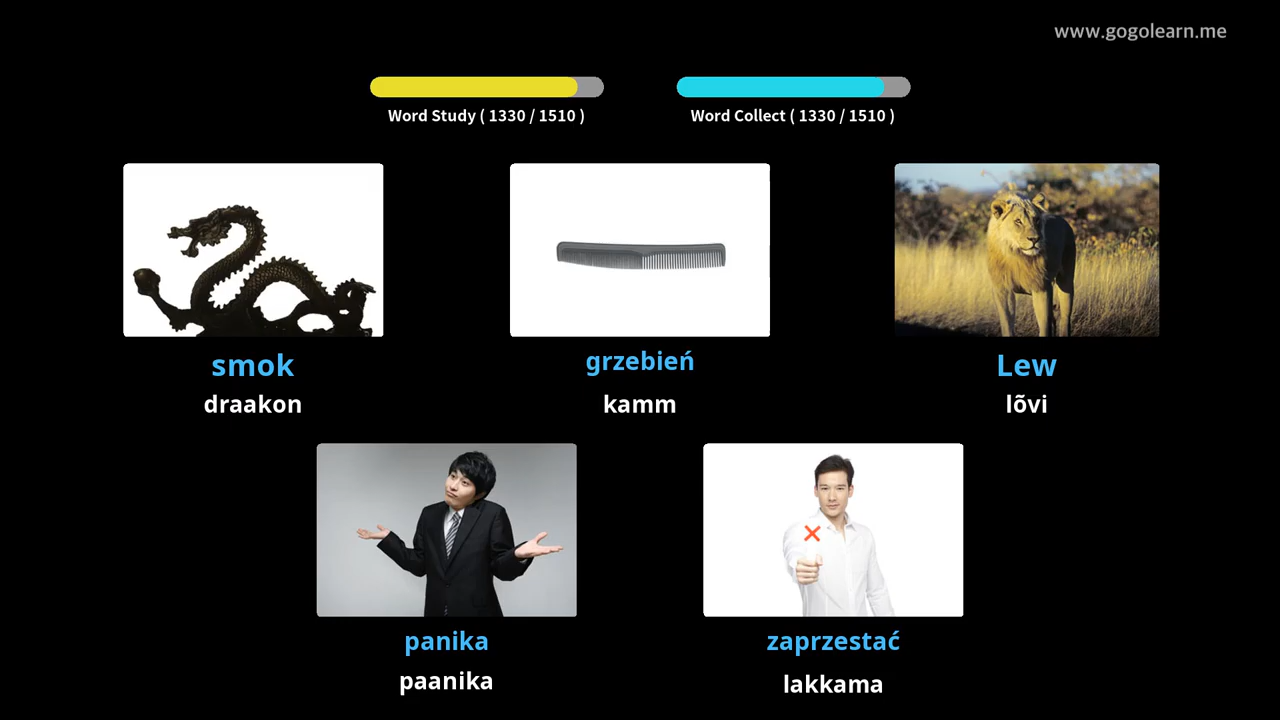 www.gogolearn.me
Word Study ( 1330 / 1510 )
Word Collect ( 1330 / 1510 )
smok
draakon
grzebień
kamm
Lew
lõvi
panika
paanika
zaprzestać
lakkama